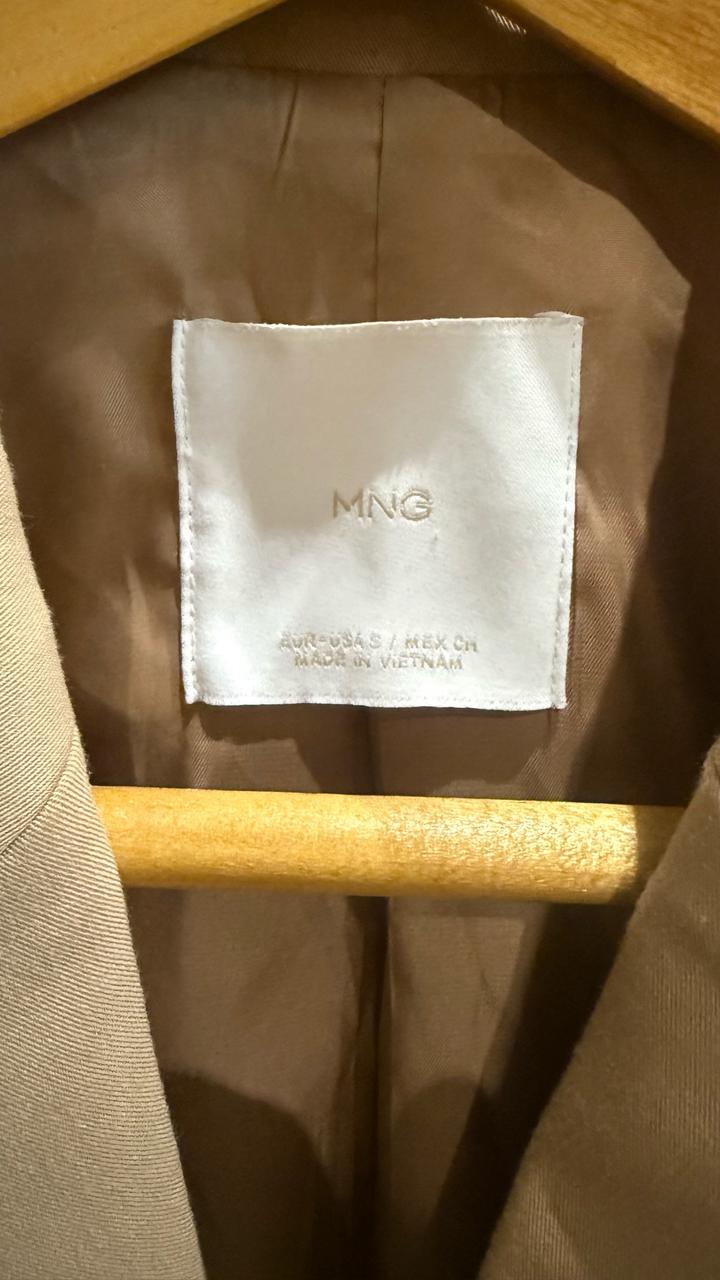 MNG
EUR-USA S / MEX CH
MADE IN VIETNAM